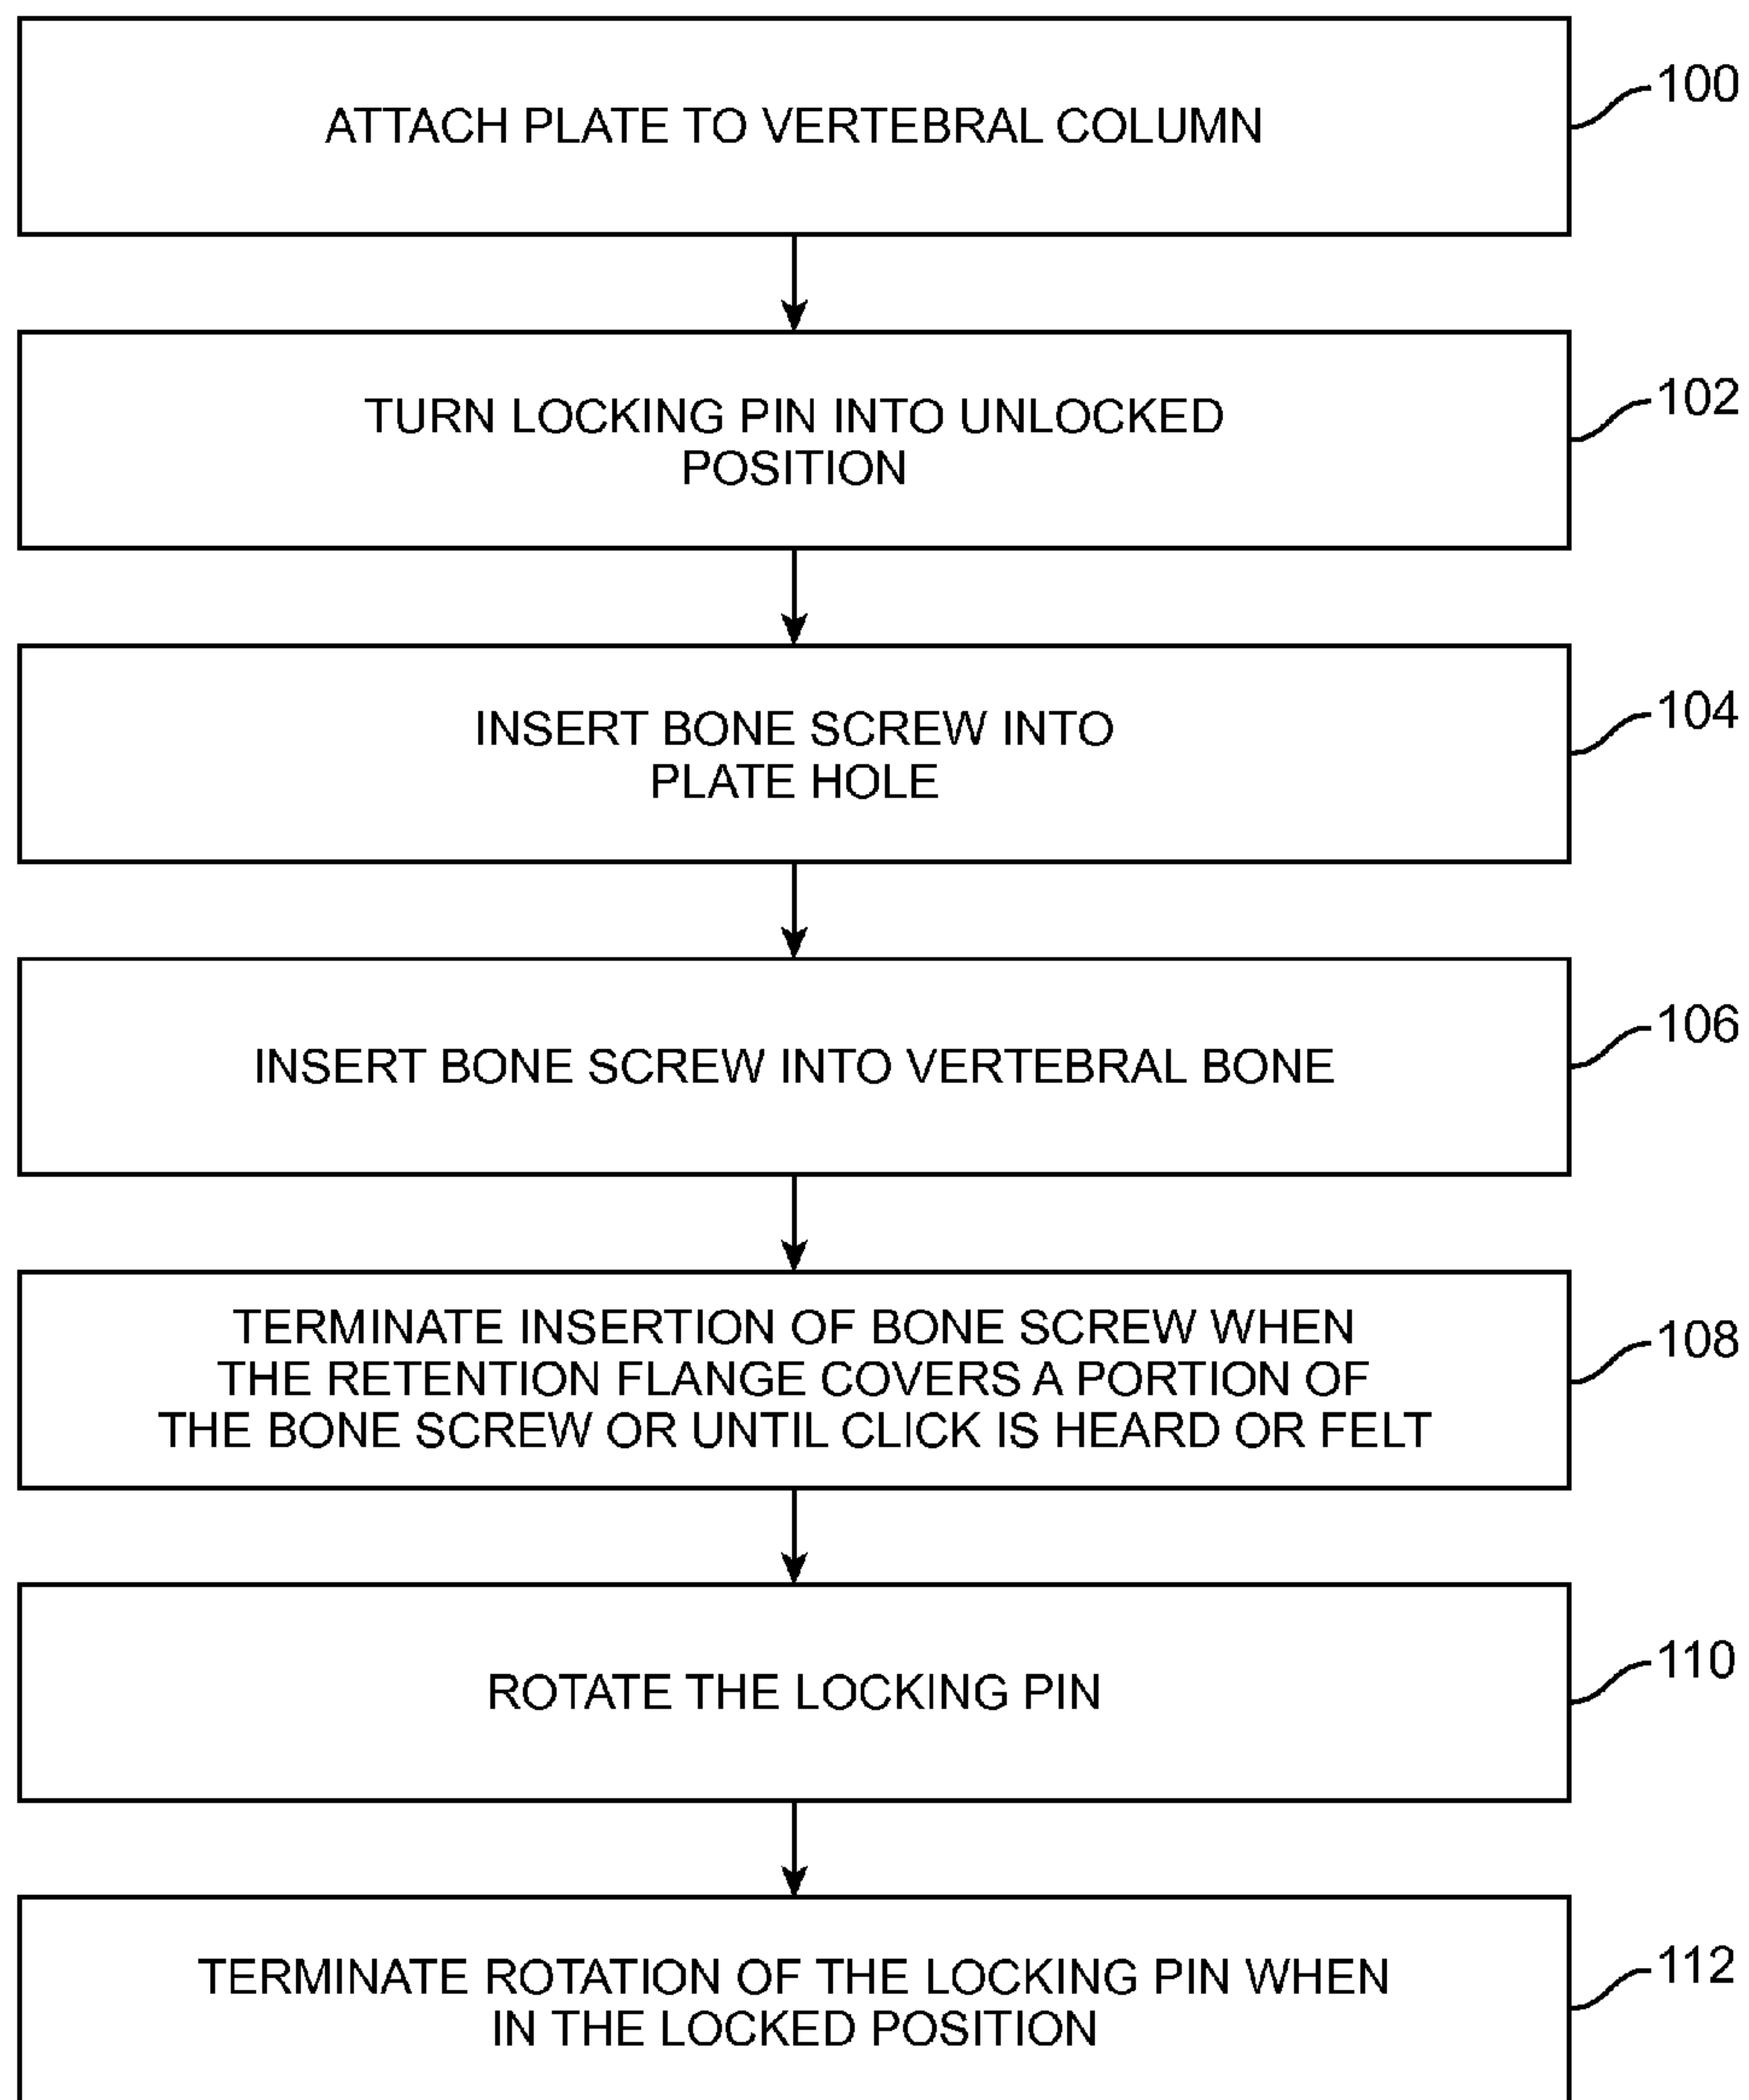 ATTACH PLATE TO VERTEBRAL COLUMN
100
TURN LOCKING PIN INTO UNLOCKED
POSITION
102
INSERT BONE SCREW INTO
PLATE HOLE
104
INSERT BONE SCREW INTO VERTEBRAL BONE
106
TERMINATE INSERTION OF BONE SCREW WHEN
THE RETENTION FLANGE COVERS A PORTION OF
THE BONE SCREW OR UNTIL CLICK IS HEARD OR FELT
108
ROTATE THE LOCKING PIN
110
TERMINATE ROTATION OF THE LOCKING PIN WHEN
IN THE LOCKED POSITION
112